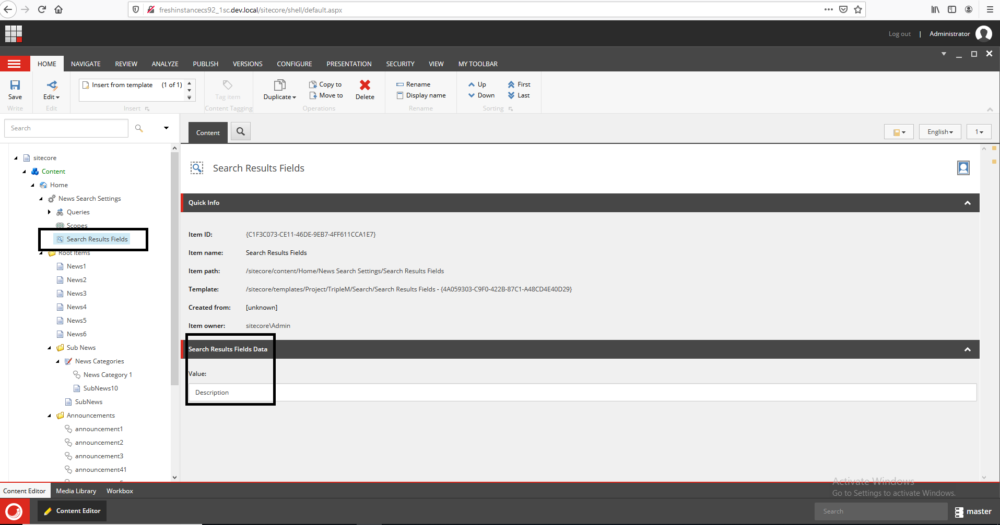 freshinstancecs92_1sc.dev.local/sitecore/shell/default.aspx
Log out | Administrator
HOME NAVIGATE REVIEW ANALYZE PUBLISH VERSIONS CONFIGURE PRESENTATION SECURITY VIEW MY TOOLBAR
Insert from template (1 of 1) Copy to Rename Up First
Save Edit Tag item Duplicate Move to Delete Display name Down Last
Write Edit Insert Content Tagging Operations Rename Sorting
Search
Content
English 1
sitecore
Content
Home
News Search Settings
Queries
Scopes
Search Results Fields
Root Items
News1
News2
News3
News4
News5
News6
Sub News
News Categories
News Category 1
SubNews10
SubNews
Announcements
announcement1
announcement2
announcement3
announcement41
Search Results Fields
Quick Info
Item ID: {C1F3C073-CE11-46DE-9EB7-4FF611CCA1E7}
Item name: Search Results Fields
Item path: /sitecore/content/Home/News Search Settings/Search Results Fields
Template: /sitecore/templates/Project/TripleM/Search/Search Results Fields - {4A059303-C9F0-422B-87C1-A48CD4E40D29}
Created from: [unknown]
Item owner: sitecore\Admin
Search Results Fields Data
Value:
Description
Activate Windows
Go to Settings to activate Windows.
Content Editor Media Library Workbox
Content Editor
Search
master